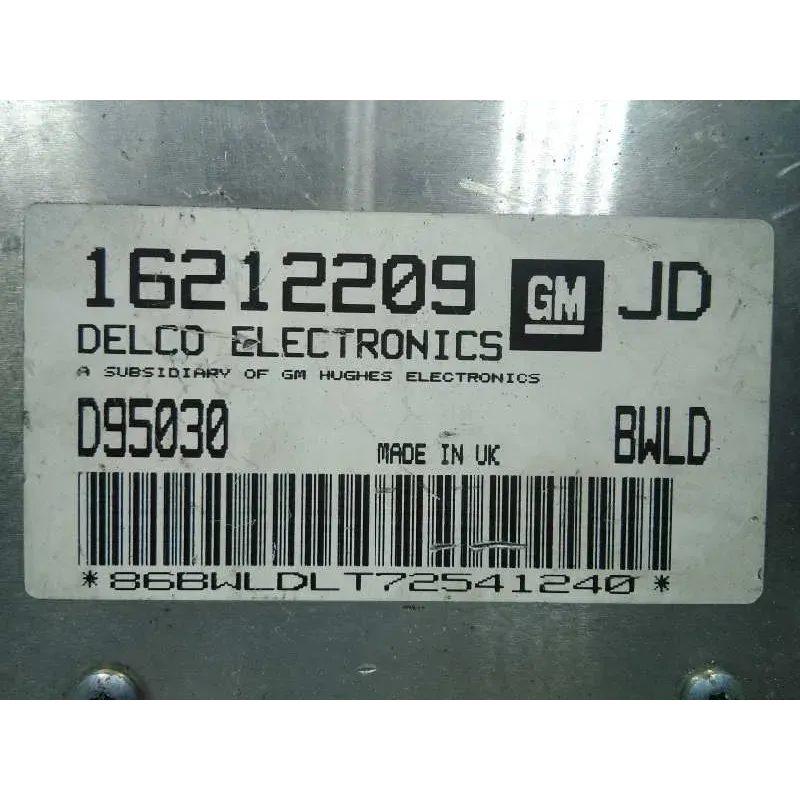 16212209 GM JD
DELCO ELECTRONICS
A SUBSIDIARY OF GM HUGHES ELECTRONICS
D95030 MADE IN UK BWLD
*86BWLDLT72541240*